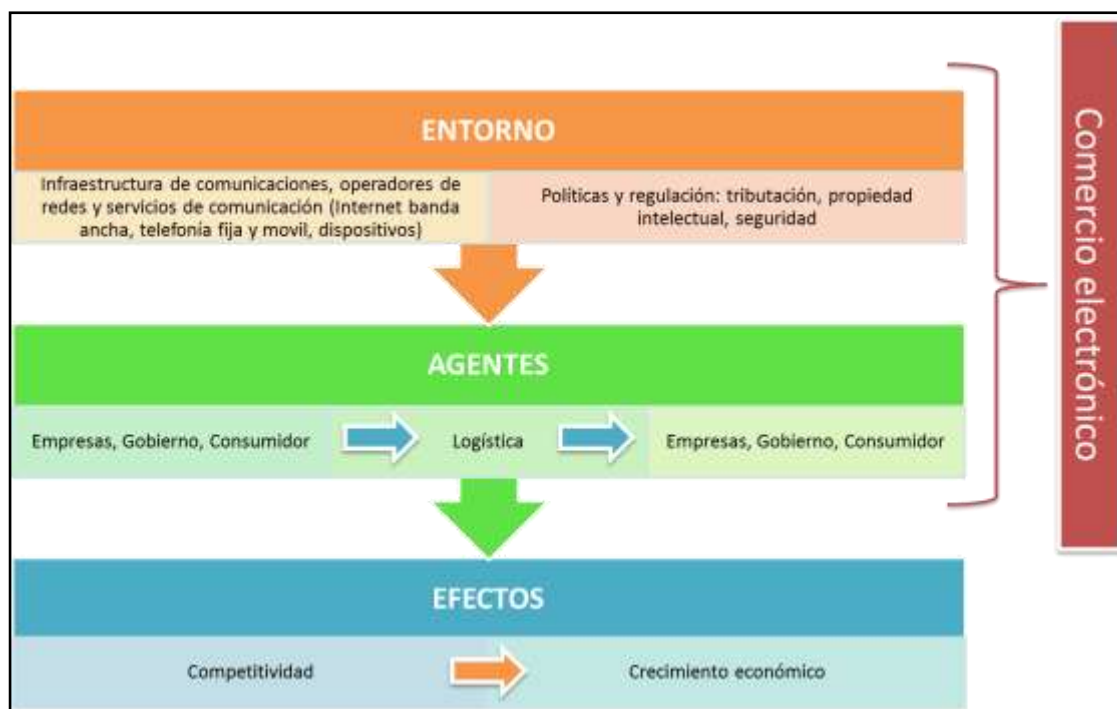 ENTORNO
Infraestructura de comunicaciones, operadores de
redes y servicios de comunicación (Internet banda
ancha, telefonía fija y movil, dispositivos)
Políticas y regulación: tributación, propiedad
intelectual, seguridad
AGENTES
Empresas, Gobierno, Consumidor
Logística
Empresas, Gobierno, Consumidor
EFECTOS
Competitividad
Crecimiento económico
Comercio electrónico